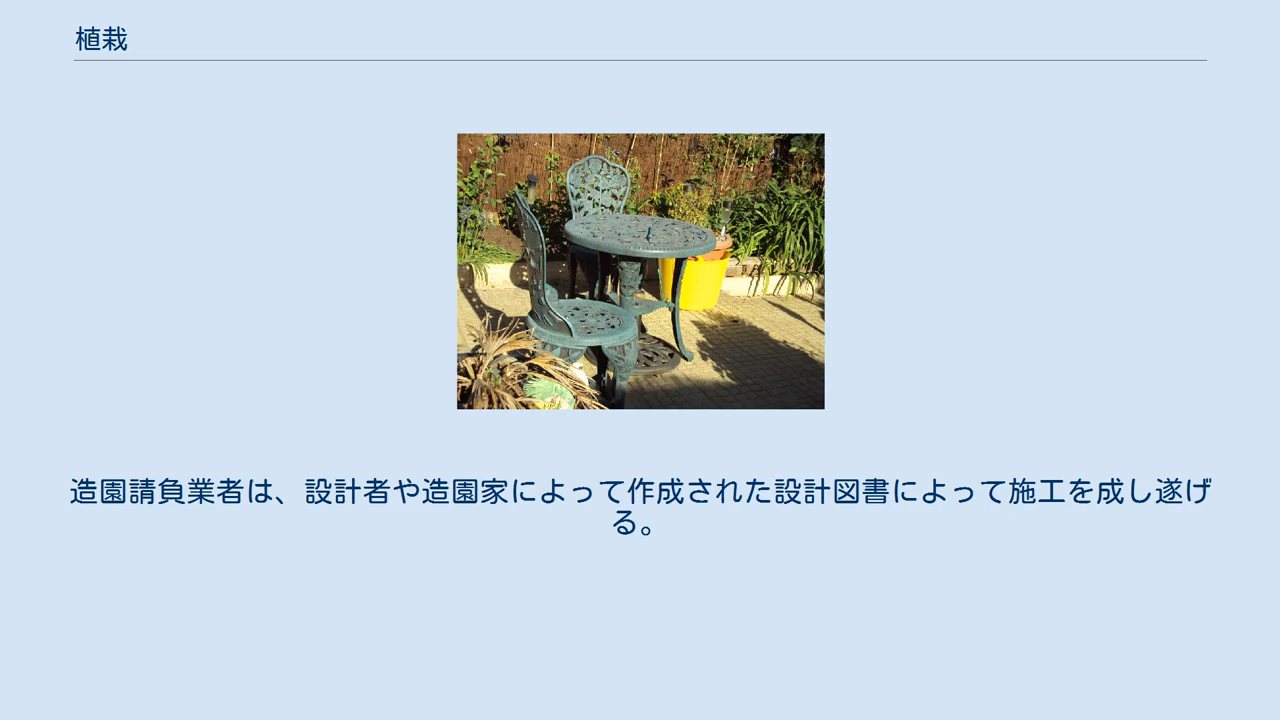 植栽
造園請負業者は、設計者や造園家によって作成された設計図書によって施工を成し遂げ
る。